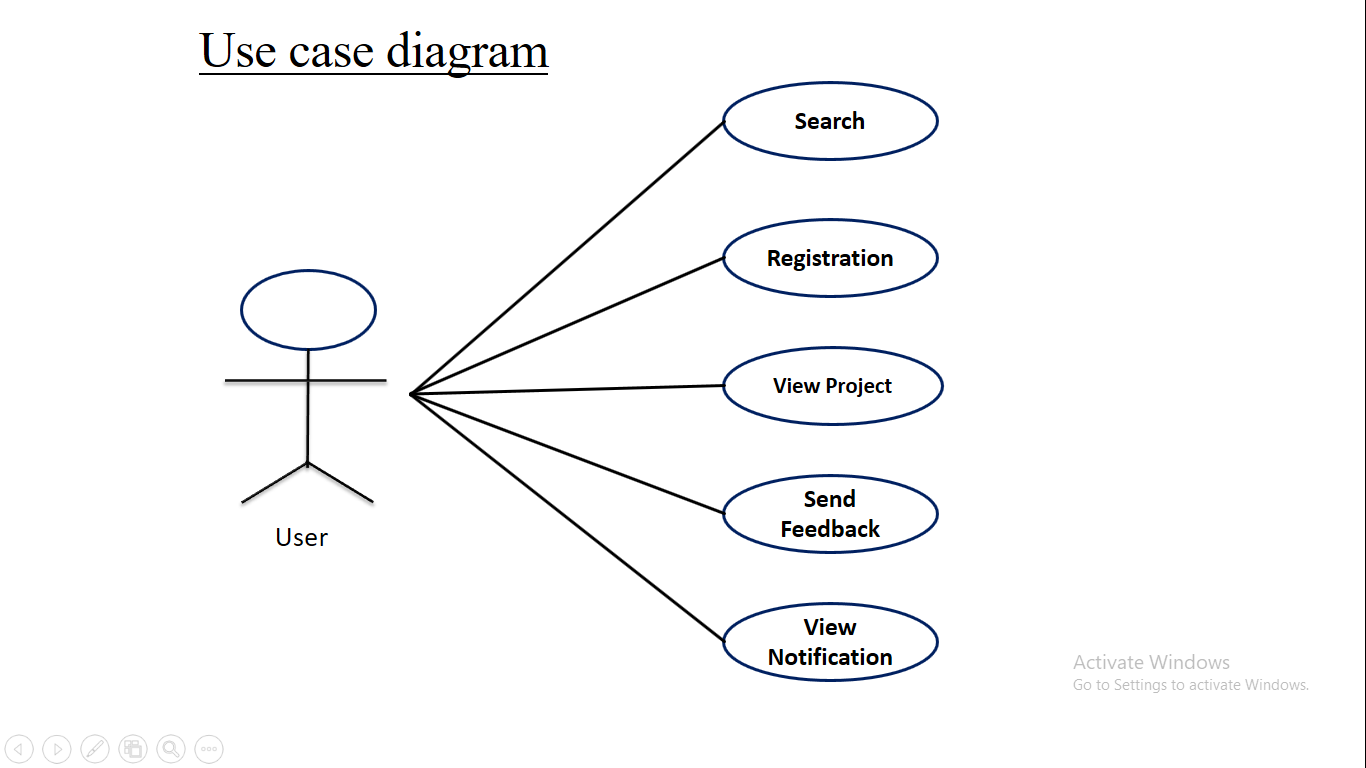 Use case diagram
Search
Registration
View Project
Send
Feedback
View
Notification
User
Activate Windows
Go to Settings to activate Windows.